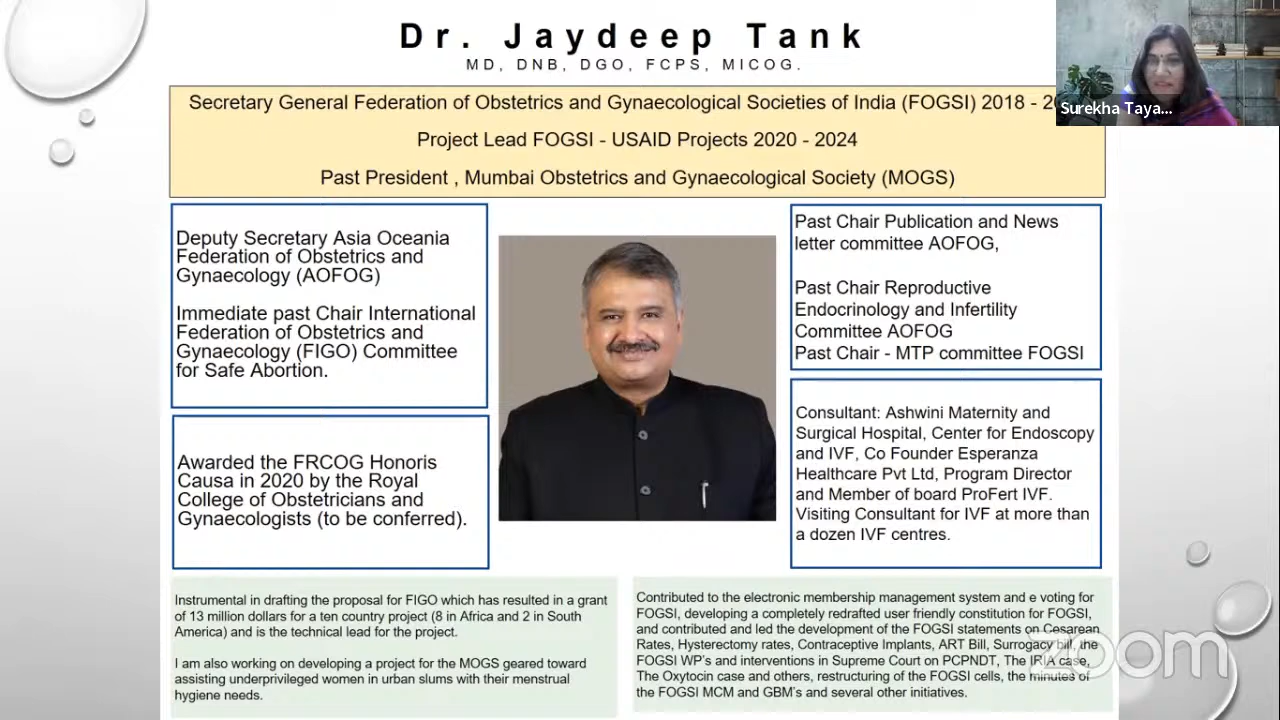 Dr. Jaydeep Tank
MD, DNB, DGO, FCPS, MICOG.
Secretary General Federation of Obstetrics and Gynaecological Societies of India (FOGSI) 2018 -
Project Lead FOGSI - USAID Projects 2020 - 2024
Past President , Mumbai Obstetrics and Gynaecological Society (MOGS)
Surekha Taya...
Deputy Secretary Asia Oceania
Federation of Obstetrics and
Gynaecology (AOFOG)
Immediate past Chair International
Federation of Obstetrics and
Gynaecology (FIGO) Committee
for Safe Abortion.
Awarded the FRCOG Honoris
Causa in 2020 by the Royal
College of Obstetricians and
Gynaecologists (to be conferred).
Past Chair Publication and News
letter committee AOFOG,
Past Chair Reproductive
Endocrinology and Infertility
Committee AOFOG
Past Chair - MTP committee FOGSI
Consultant: Ashwini Maternity and
Surgical Hospital, Center for Endoscopy
and IVF, Co Founder Esperanza
Healthcare Pvt Ltd, Program Director
and Member of board ProFert IVF.
Visiting Consultant for IVF at more than
a dozen IVF centres.
Instrumental in drafting the proposal for FIGO which has resulted in a grant
of 13 million dollars for a ten country project (8 in Africa and 2 in South
America) and is the technical lead for the project.
I am also working on developing a project for the MOGS geared toward
assisting underprivileged women in urban slums with their menstrual
hygiene needs.
Contributed to the electronic membership management system and e voting for
FOGSI, developing a completely redrafted user friendly constitution for FOGSI,
and contributed and led the development of the FOGSI statements on Cesarean
Rates, Hysterectomy rates, Contraceptive Implants, ART Bill, Surrogacy bill, the
FOGSI WP's and interventions in Supreme Court on PCPNDT, The IRIA case,
The Oxytocin case and others, restructuring of the FOGSI cells, the minutes of
the FOGSI MCM and GBM's and several other initiatives.
zoom